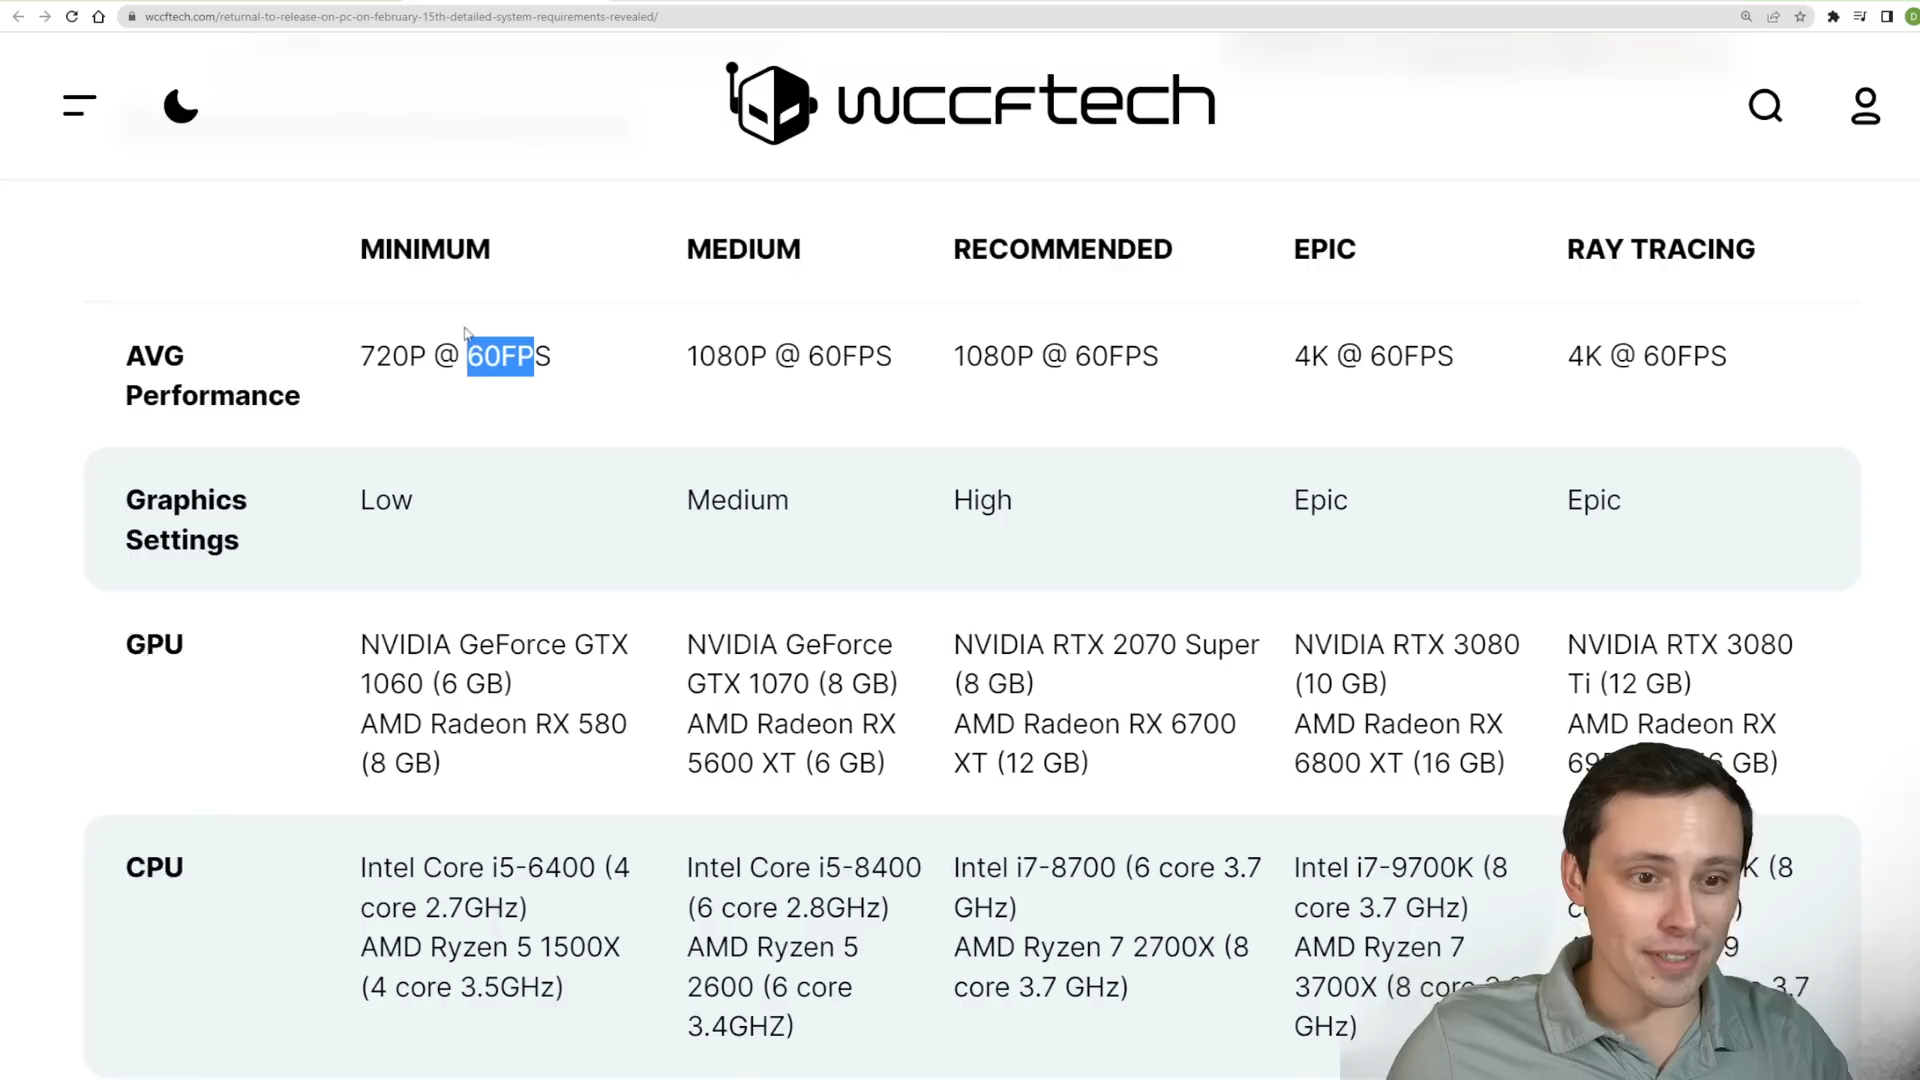 wccftech.com/returnal-to-release-on-pc-on-february-15th-detailed-system-requirements-revealed/
D
wccftech
MINIMUM MEDIUM RECOMMENDED EPIC RAY TRACING
AVG Performance 720P @ 60FPS 1080P @ 60FPS 1080P @ 60FPS 4K @ 60FPS 4K @ 60FPS
Graphics Settings Low Medium High Epic Epic
GPU
NVIDIA GeForce GTX
1060 (6 GB)
AMD Radeon RX 580
(8 GB)
NVIDIA GeForce
GTX 1070 (8 GB)
AMD Radeon RX
5600 XT (6 GB)
NVIDIA RTX 2070 Super
(8 GB)
AMD Radeon RX 6700
XT (12 GB)
NVIDIA RTX 3080
(10 GB)
AMD Radeon RX
6800 XT (16 GB)
NVIDIA RTX 3080
Ti (12 GB)
AMD Radeon RX
GB)
CPU
Intel Core i5-6400 (4
core 2.7GHz)
AMD Ryzen 5 1500X
(4 core 3.5GHz)
Intel Core i5-8400
(6 core 2.8GHz)
AMD Ryzen 5
2600 (6 core
3.4GHZ)
Intel i7-8700 (6 core 3.7
GHz)
AMD Ryzen 7 2700X (8
core 3.7 GHz)
Intel i7-9700K (8
core 3.7 GHz)
AMD Ryzen 7
3700X (8 core
GHz)
K (8
9
3.7